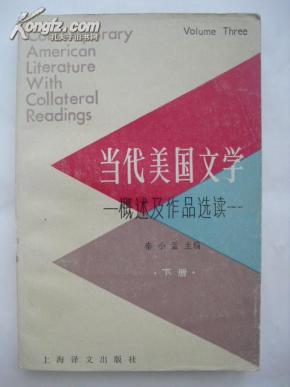 Contemporary
American
Literature
With
Collateral
Readings
Volume Three
当代美国文学
—概述及作品选读—
秦小孟 主编
·下册·
上海译文出版社